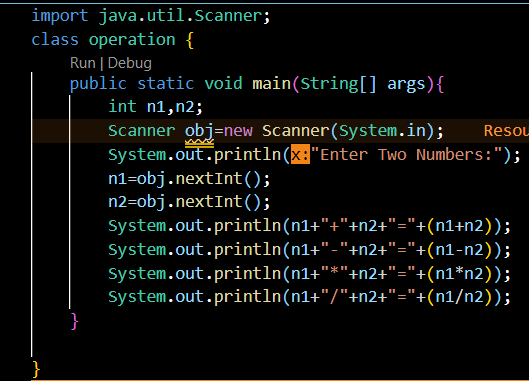 import java.util.Scanner;
class operation {
Run | Debug
public static void main(String[] args){
int n1,n2;
Scanner obj=new Scanner(System.in);    Resou
System.out.println(x:"Enter Two Numbers:");
n1=obj.nextInt();
n2=obj.nextInt();
System.out.println(n1+"+"+n2+"="+(n1+n2));
System.out.println(n1+"-"+n2+"="+(n1-n2));
System.out.println(n1+"*"+n2+"="+(n1*n2));
System.out.println(n1+"/"+n2+"="+(n1/n2));
}
}